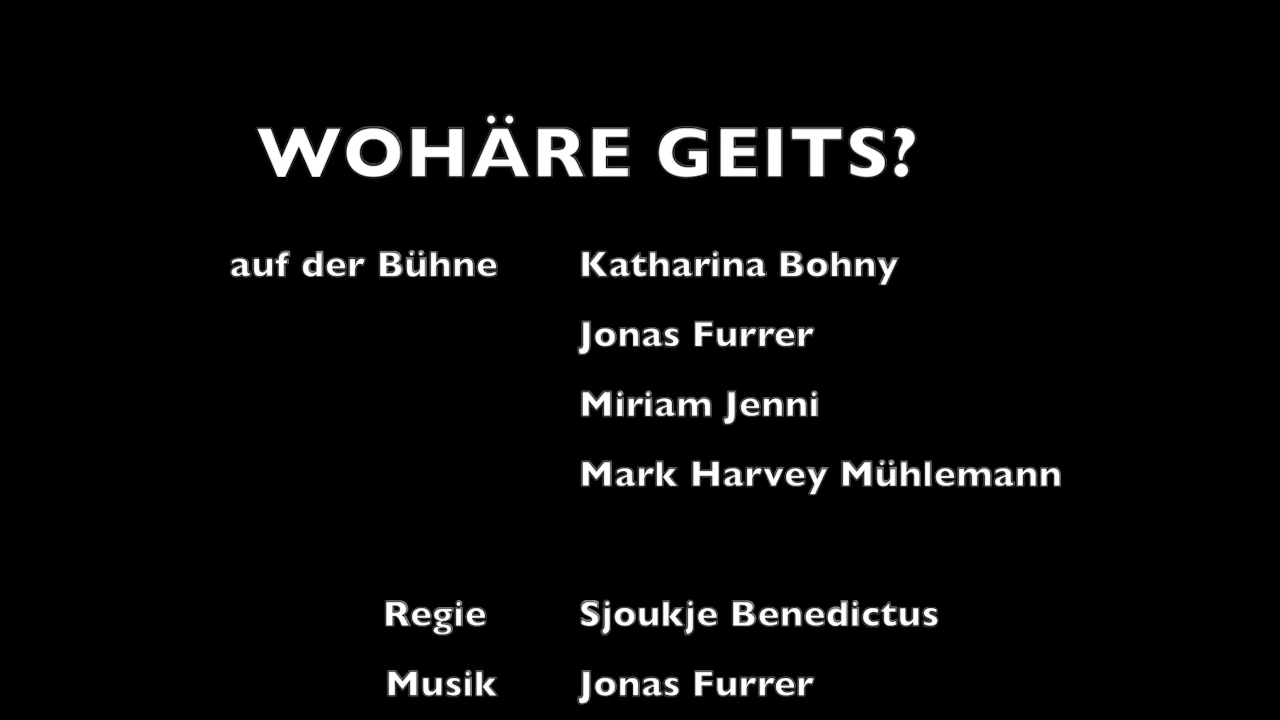 WOHÄRE GEITS?
auf der Bühne Katharina Bohny
Jonas Furrer
Miriam Jenni
Mark Harvey Mühlemann
Regie Sjoukje Benedictus
Musik Jonas Furrer